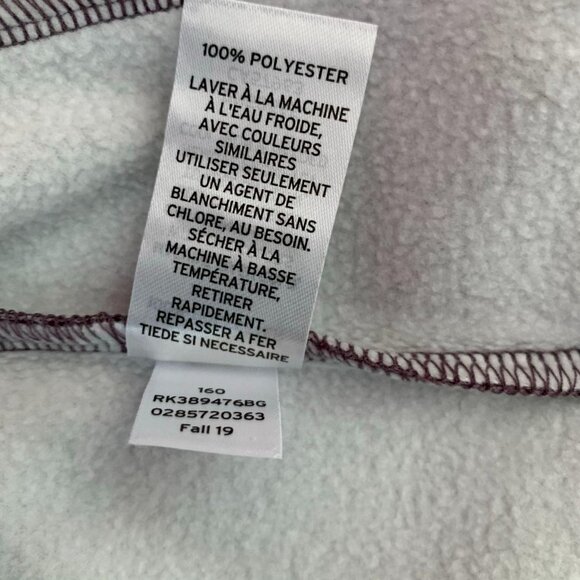 100% POLYESTER
LAVER À LA MACHINE
À L'EAU FROIDE,
AVEC COULEURS
SIMILAIRES
UTILISER SEULEMENT
UN AGENT DE
BLANCHIMENT SANS
CHLORE, AU BESOIN.
SÉCHER À LA
MACHINE À BASSE
TEMPÉRATURE,
RETIRER
RAPIDEMENT.
REPASSER A FER
TIEDE SI NECESSAIRE
160
RK389476BG
0285720363
Fall 19